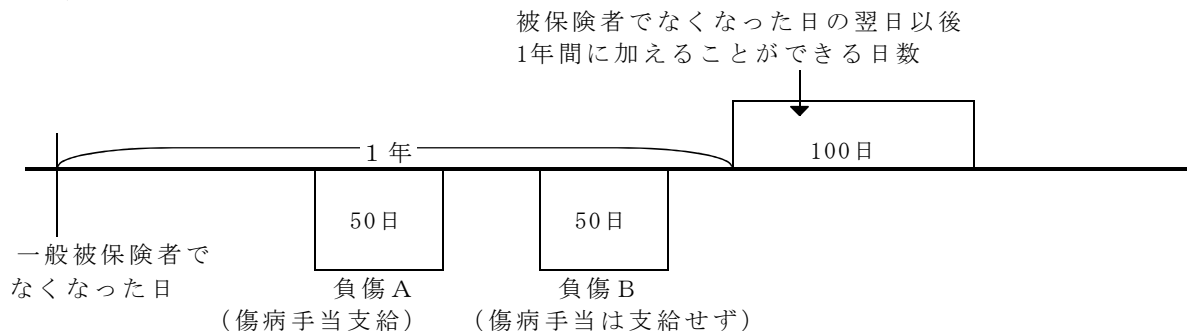 被保険者でなくなった日の翌日以後
1年間に加えることができる日数
1年
100日
50日
50日
一般被保険者で
なくなった日
負傷A
負傷B
（傷病手当支給）
（傷病手当は支給せず）